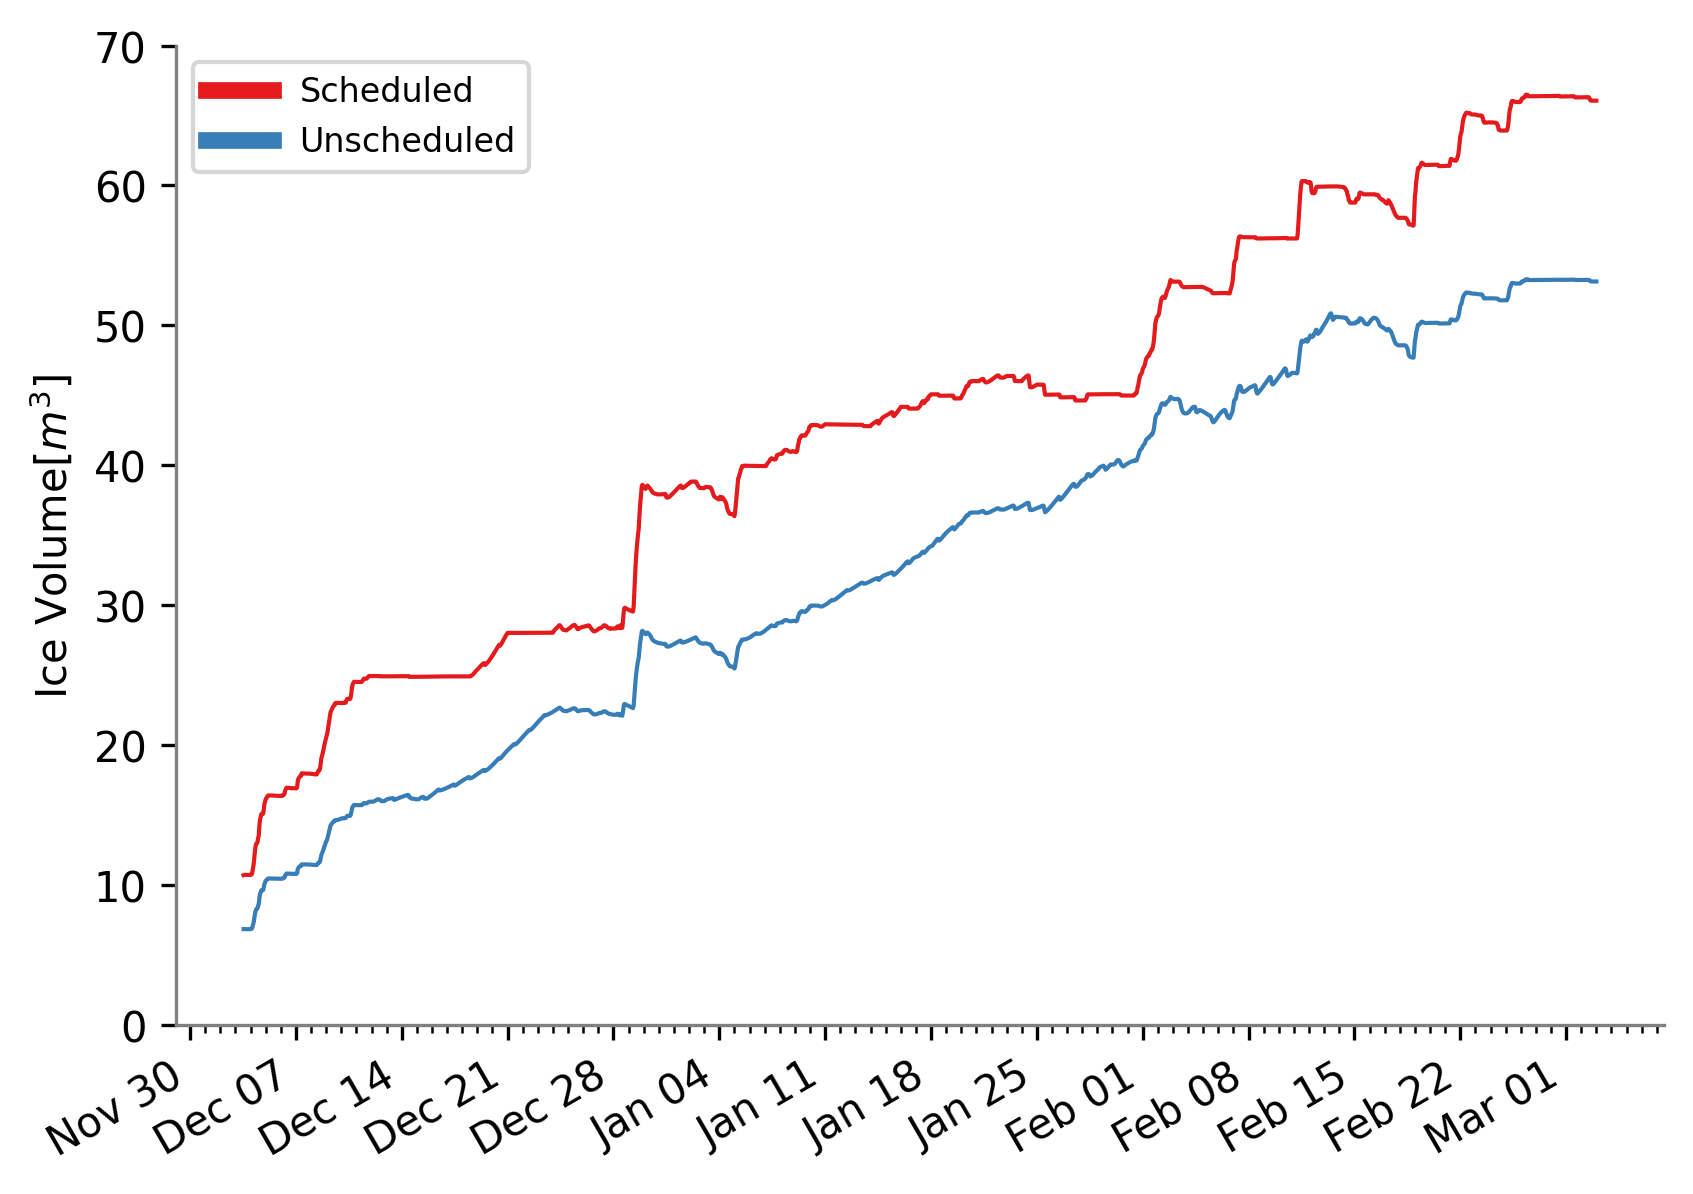 70
60
50
40
30
20
10
0
Ice Volume[m³]
Scheduled
Unscheduled
Nov 30
Dec 07
Dec 14
Dec 21
Dec 28
Jan 04
Jan 11
Jan 18
Jan 25
Feb 01
Feb 08
Feb 15
Feb 22
Mar 01